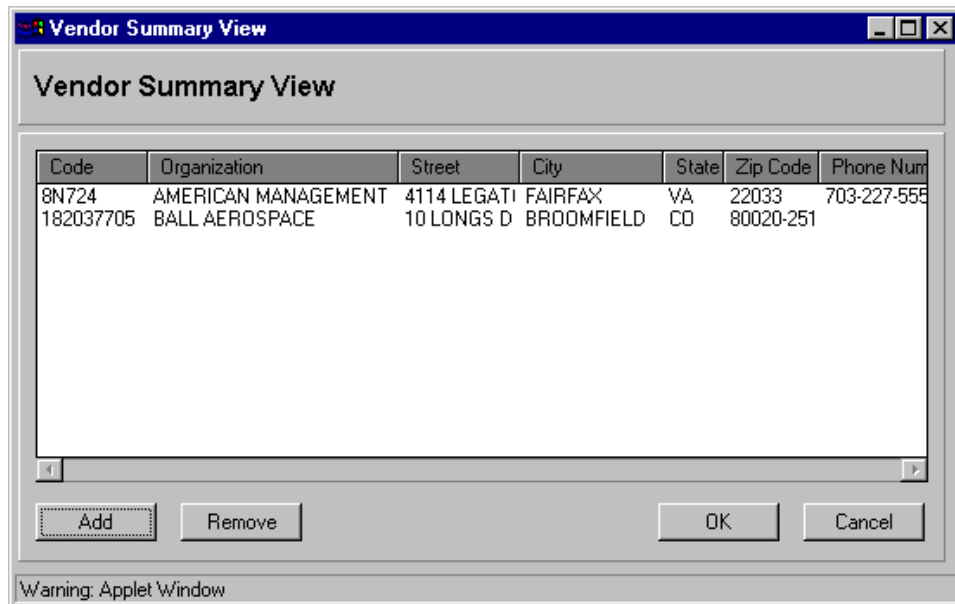 Vendor Summary View
Vendor Summary View
Code Organization Street City State Zip Code Phone Num
8N724 AMERICAN MANAGEMENT 4114 LEGATI FAIRFAX VA 22033 703-227-555
182037705 BALL AEROSPACE 10 LONGS D BROOMFIELD CO 80020-251
Add Remove OK Cancel
Warning: Applet Window